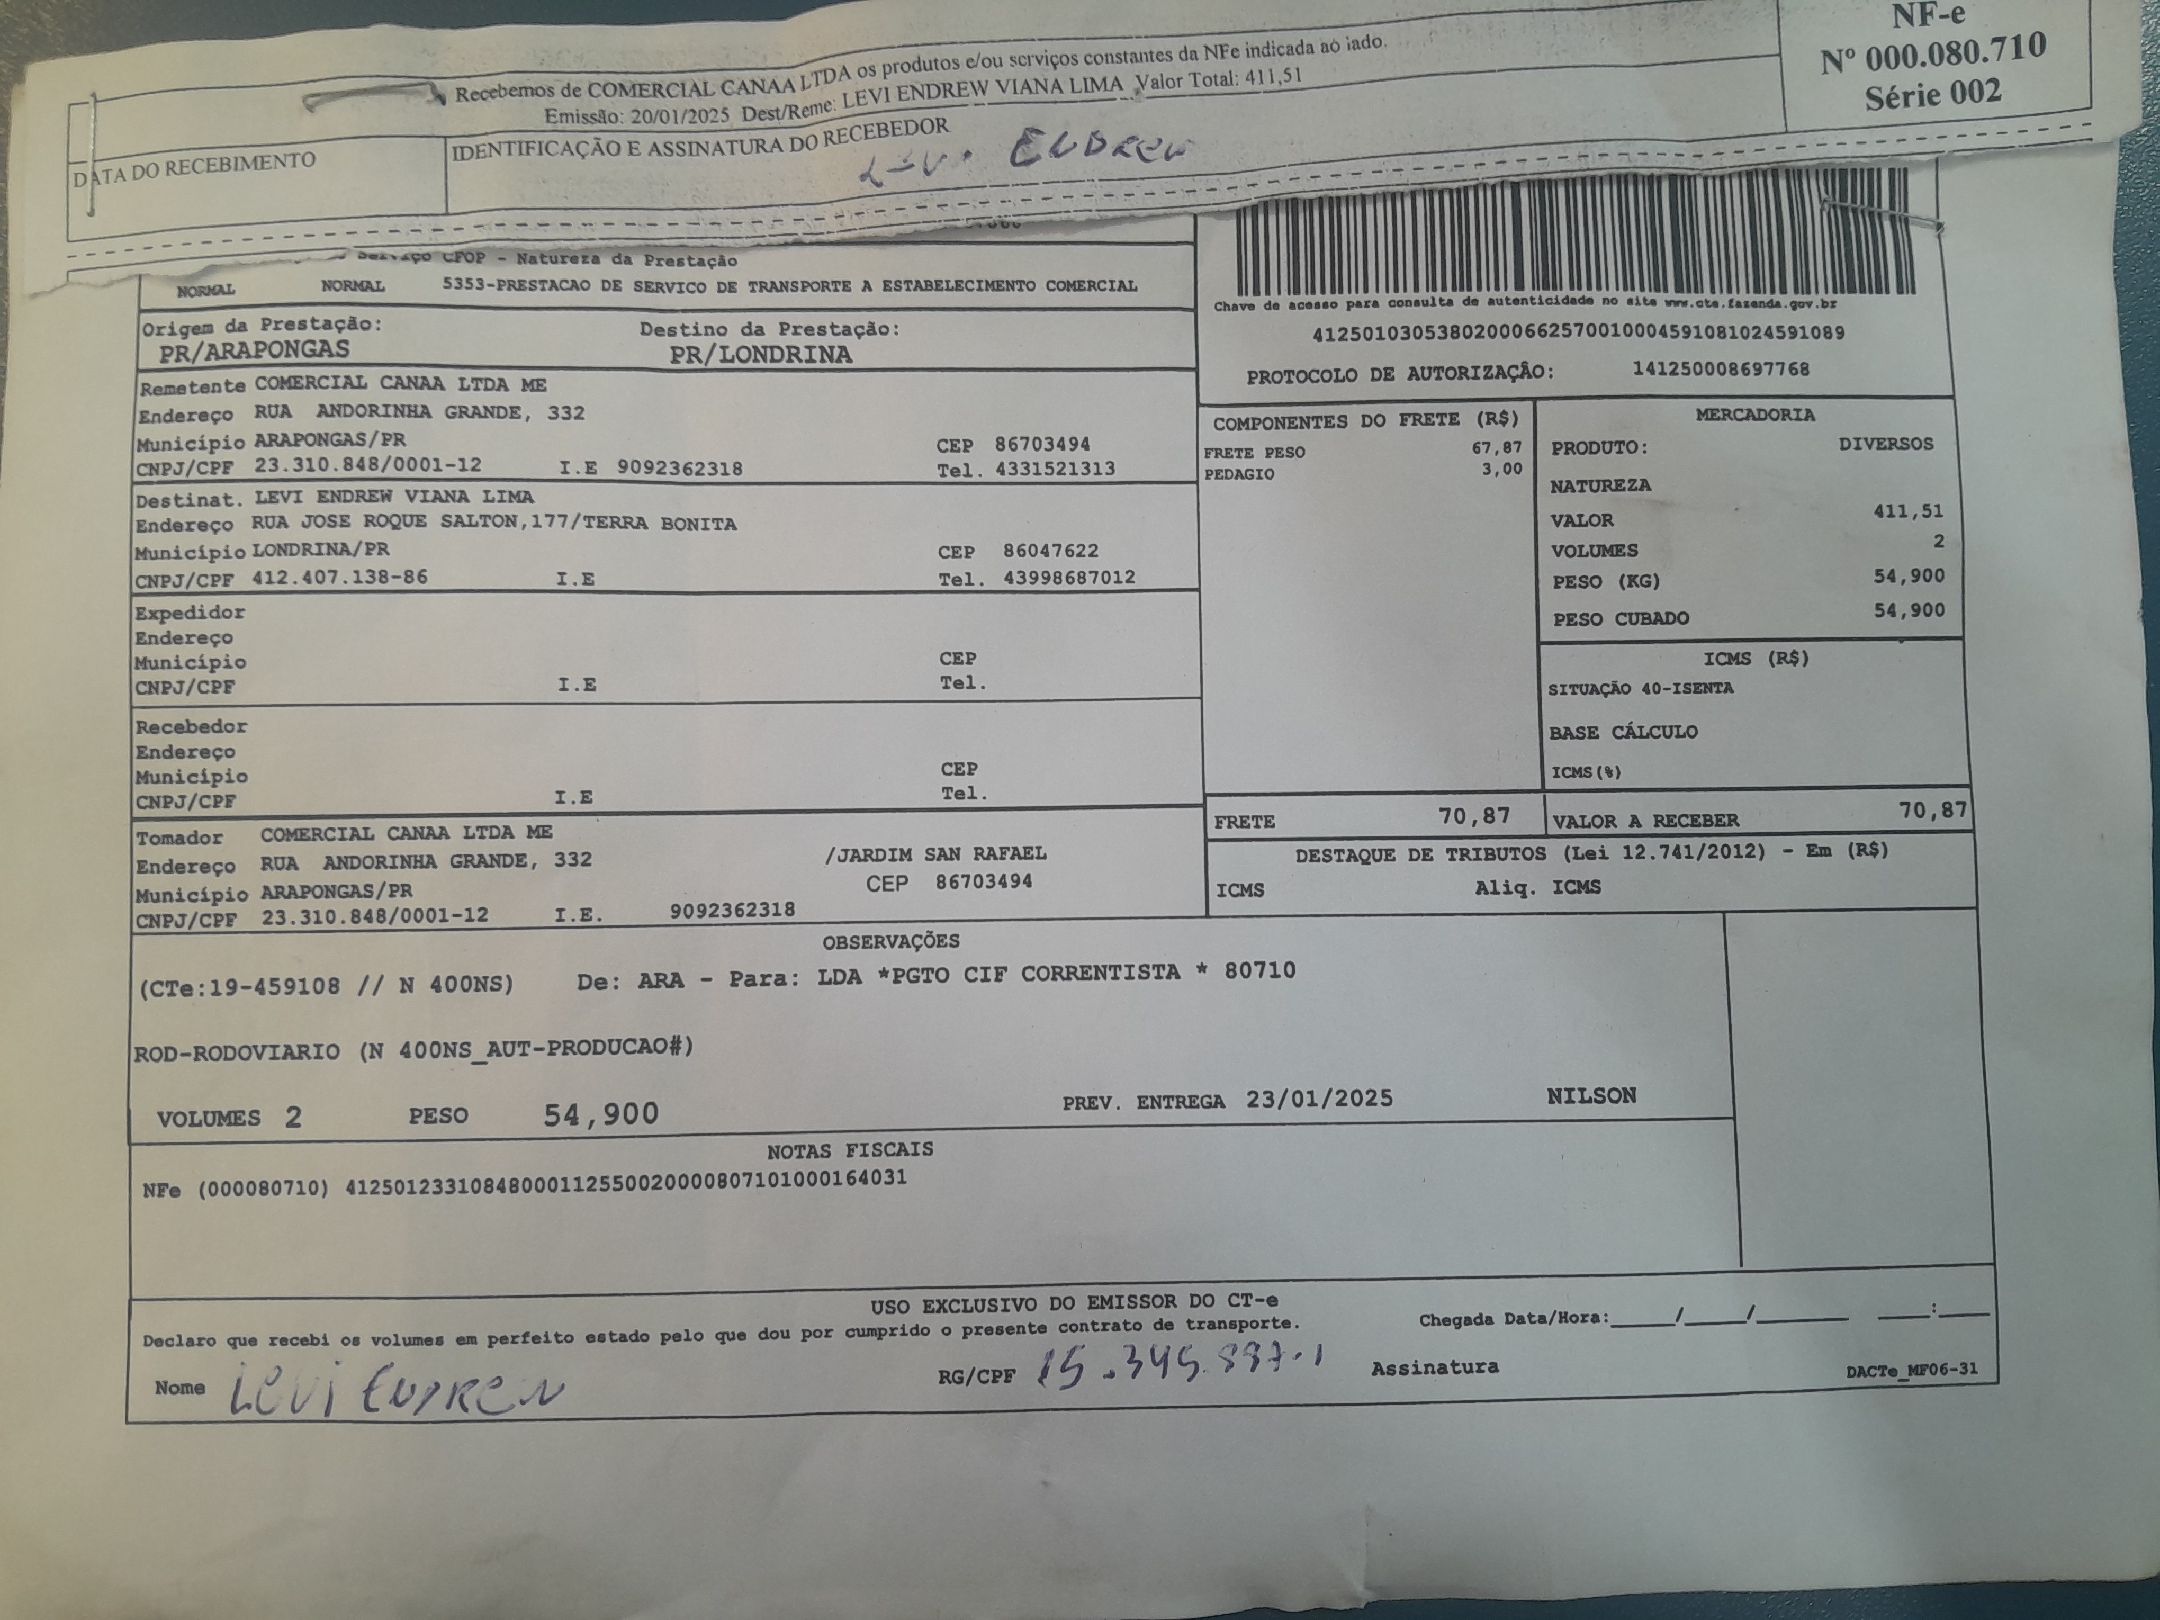 NF-e
Nº 000.080.710
Série 002
Recebemos de COMERCIAL CANAA LTDA os produtos e/ou serviços constantes da NFe indicada ao lado.
Emissão: 20/01/2025 Dest/Reme: LEVI ENDREW VIANA LIMA Valor Total: 411,51
DATA DO RECEBIMENTO
IDENTIFICAÇÃO E ASSINATURA DO RECEBEDOR
ENDREW
Serviço CFOP - Natureza da Prestação
NORMAL NORMAL 5353-PRESTACAO DE SERVICO DE TRANSPORTE A ESTABELECIMENTO COMERCIAL
Chave de acesso para consulta de autenticidade no site www.cte.fazenda.gov.br
41250103053802000662570010004591081024591089
PROTOCOLO DE AUTORIZAÇÃO: 141250008697768
Origem da Prestação: Destino da Prestação:
PR/ARAPONGAS PR/LONDRINA
Remetente COMERCIAL CANAA LTDA ME
Endereço RUA ANDORINHA GRANDE, 332
Município ARAPONGAS/PR CEP 86703494
CNPJ/CPF 23.310.848/0001-12 I.E 9092362318 Tel. 4331521313
Destinat. LEVI ENDREW VIANA LIMA
Endereço RUA JOSE ROQUE SALTON,177/TERRA BONITA
Município LONDRINA/PR CEP 86047622
CNPJ/CPF 412.407.138-86 I.E Tel. 43998687012
Expedidor
Endereço
Município CEP
CNPJ/CPF I.E Tel.
Recebedor
Endereço
Município CEP
CNPJ/CPF I.E Tel.
Tomador COMERCIAL CANAA LTDA ME
Endereço RUA ANDORINHA GRANDE, 332 /JARDIM SAN RAFAEL
Município ARAPONGAS/PR CEP 86703494
CNPJ/CPF 23.310.848/0001-12 I.E. 9092362318
COMPONENTES DO FRETE (R$)
FRETE PESO 67,87
PEDAGIO 3,00
MERCADORIA
PRODUTO: DIVERSOS
NATUREZA
VALOR 411,51
VOLUMES 2
PESO (KG) 54,900
PESO CUBADO 54,900
ICMS (R$)
SITUAÇÃO 40-ISENTA
BASE CÁLCULO
ICMS(%)
FRETE 70,87 VALOR A RECEBER 70,87
DESTAQUE DE TRIBUTOS (Lei 12.741/2012) - Em (R$)
ICMS Aliq. ICMS
OBSERVAÇÕES
(CTe:19-459108 // N 400NS) De: ARA - Para: LDA *PGTO CIF CORRENTISTA * 80710
ROD-RODOVIARIO (N 400NS_AUT-PRODUCAO#)
VOLUMES 2 PESO 54,900 PREV. ENTREGA 23/01/2025 NILSON
NOTAS FISCAIS
NFe (000080710) 41250123310848000112550020000807101000164031
USO EXCLUSIVO DO EMISSOR DO CT-e
Declaro que recebi os volumes em perfeito estado pelo que dou por cumprido o presente contrato de transporte. Chegada Data/Hora:_____/_____/________ ____:____
Nome Levi ENDREW RG/CPF Assinatura DACTe_MF06-31